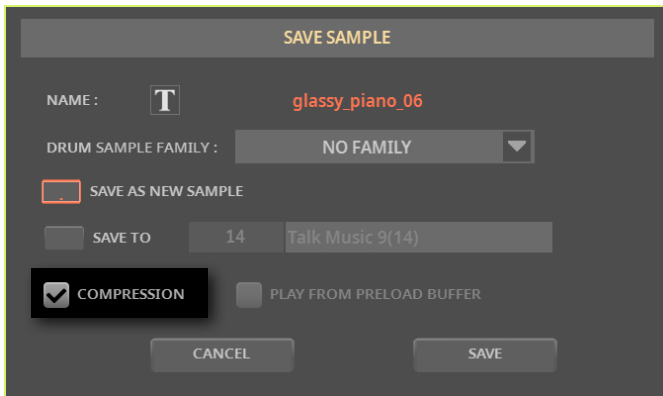 SAVE SAMPLE
NAME : T glassy_piano_06
DRUM SAMPLE FAMILY : NO FAMILY
SAVE AS NEW SAMPLE
SAVE TO 14 Talk Music 9(14)
COMPRESSION PLAY FROM PRELOAD BUFFER
CANCEL SAVE